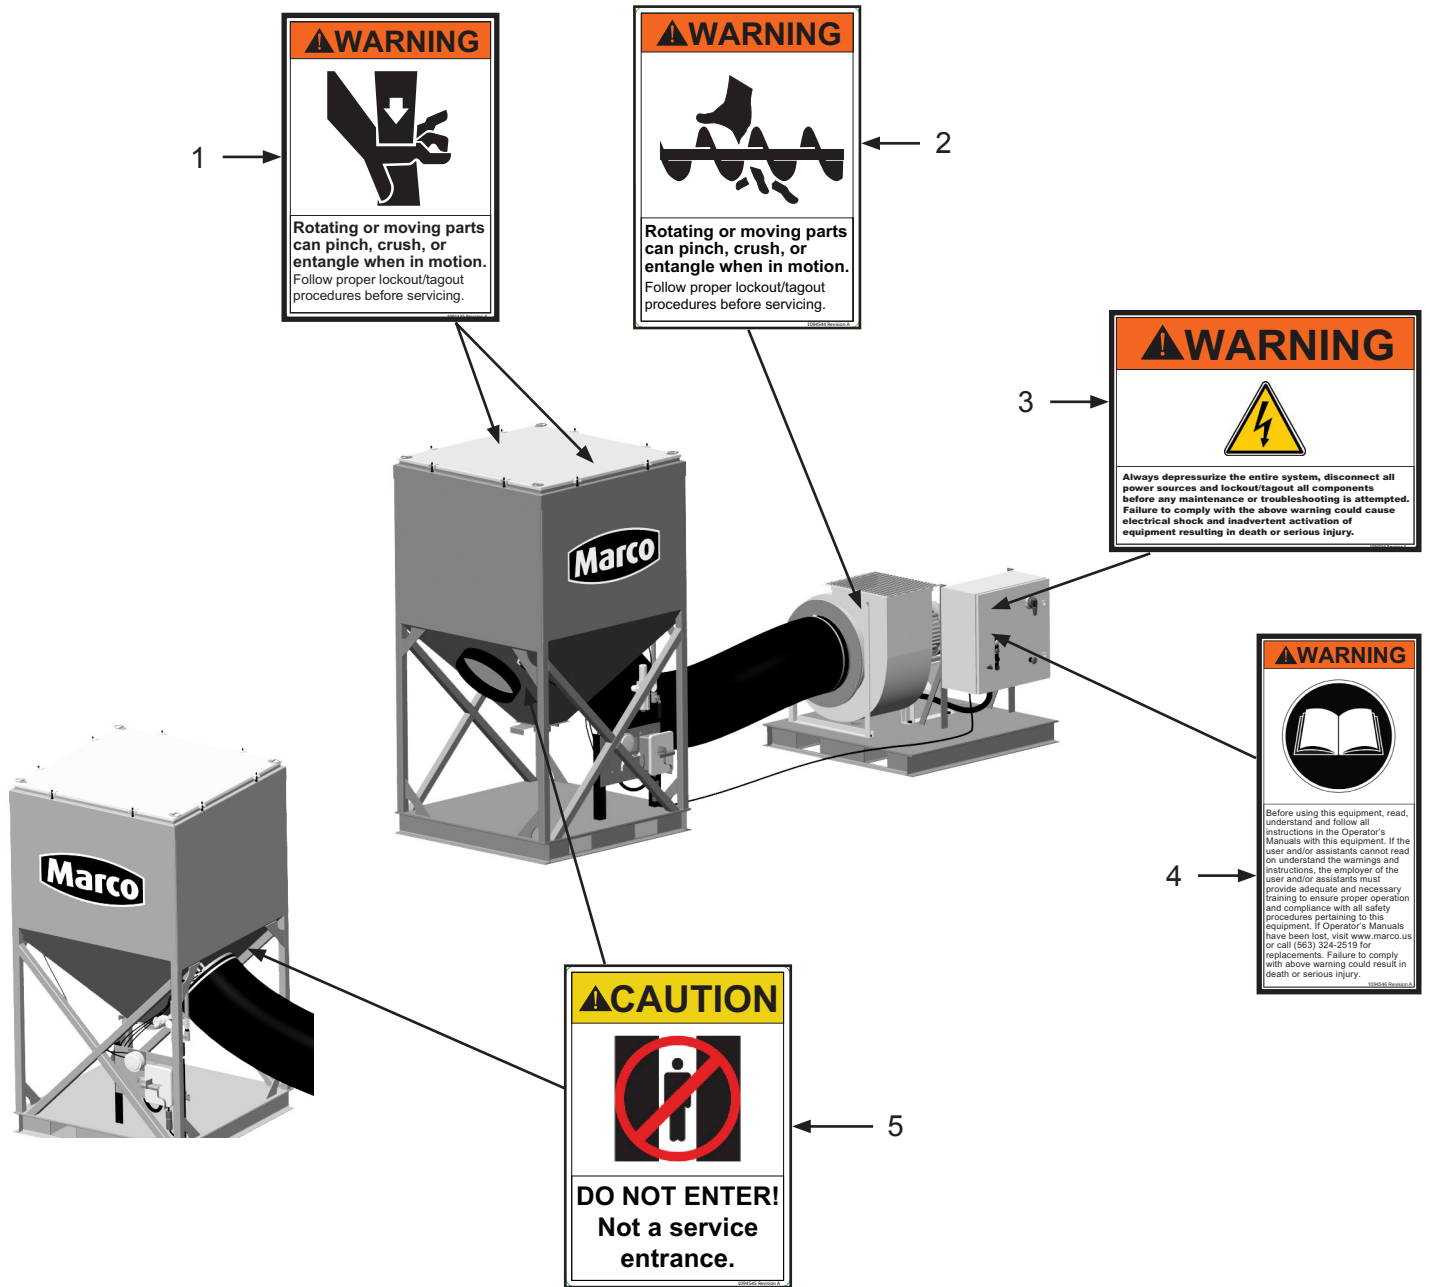 WARNING
Rotating or moving parts
can pinch, crush, or
entangle when in motion.
Follow proper lockout/tagout
procedures before servicing.
1
WARNING
Rotating or moving parts
can pinch, crush, or
entangle when in motion.
Follow proper lockout/tagout
procedures before servicing.
1094544 Revision A
2
WARNING
Always depressurize the entire system, disconnect all
power sources and lockout/tagout all components
before any maintenance or troubleshooting is attempted.
Failure to comply with the above warning could cause
electrical shock and inadvertent activation of
equipment resulting in death or serious injury.
3
Marco
WARNING
Before using this equipment, read,
understand and follow all
instructions in the Operator's
Manuals with this equipment. If the
user and/or assistants cannot read
on understand the warnings and
instructions, the employer of the
user and/or assistants must
provide adequate and necessary
training to ensure proper operation
and compliance with all safety
procedures pertaining to this
equipment. If Operator's Manuals
have been lost, visit www.marco.us
or call (563) 324-2519 for
replacements. Failure to comply
with above warning could result in
death or serious injury.
1094546 Revision A
4
Marco
CAUTION
DO NOT ENTER!
Not a service
entrance.
1094545 Revision A
5